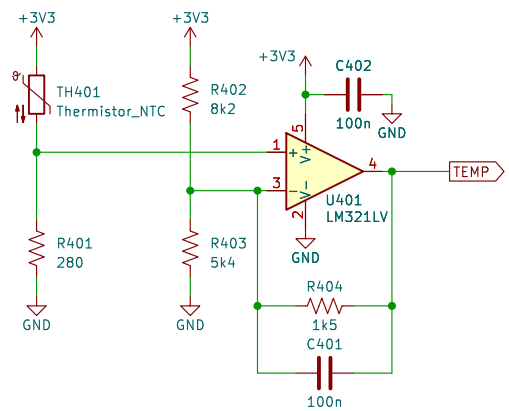 +3V3
+3V3
+3V3
C402
100n
GND
ϑ
TH401
Thermistor_NTC
R402
8k2
1
+
3
-
5
V+
V-
2
4
TEMP
U401
LM321LV
GND
R401
280
GND
R403
5k4
GND
R404
1k5
C401
100n